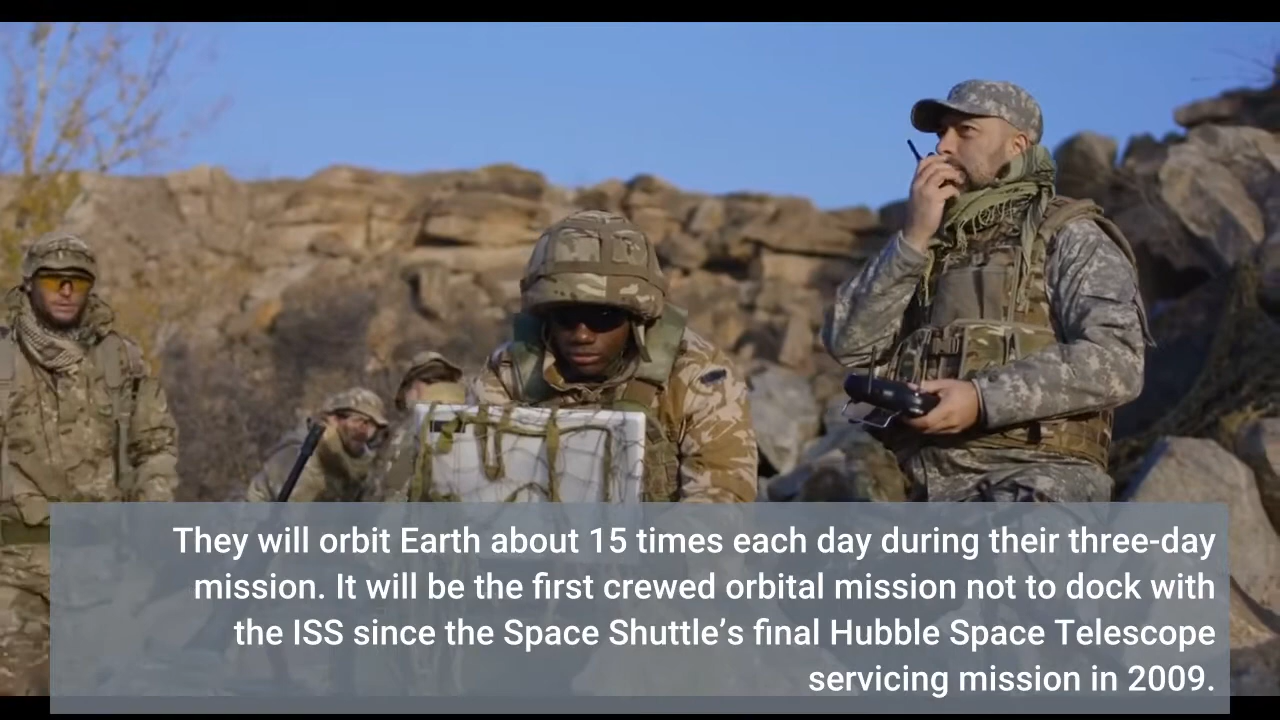 They will orbit Earth about 15 times each day during their three-day
mission. It will be the first crewed orbital mission not to dock with
the ISS since the Space Shuttle’s final Hubble Space Telescope
servicing mission in 2009.